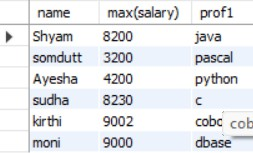 name max(salary) prof1
Shyam 8200 java
somdutt 3200 pascal
Ayesha 4200 python
sudha 8230 c
kirthi 9002 cobo cob
moni 9000 dbase